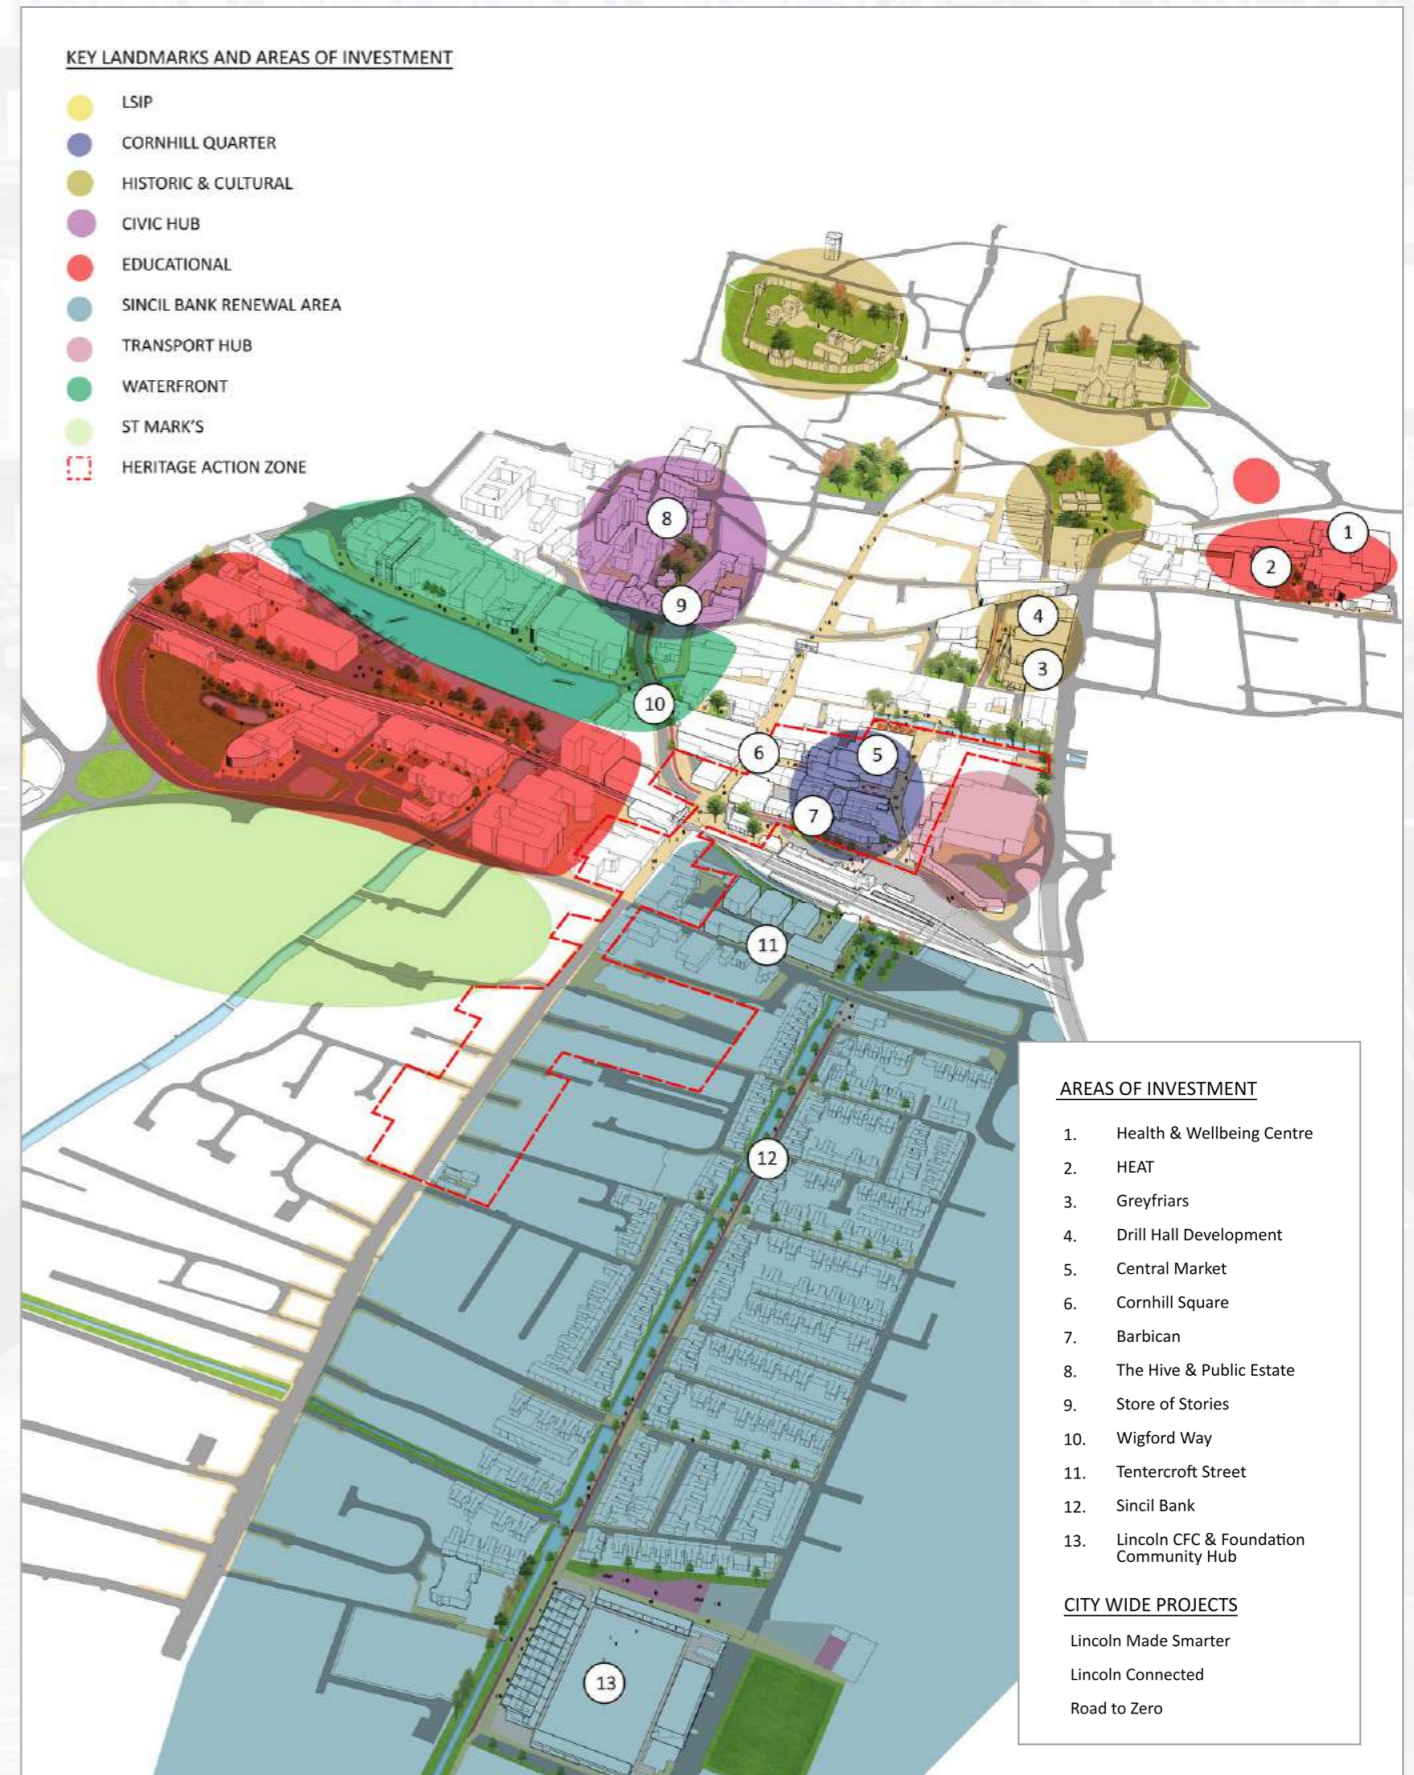 KEY LANDMARKS AND AREAS OF INVESTMENT
LSIP
CORNHILL QUARTER
HISTORIC & CULTURAL
CIVIC HUB
EDUCATIONAL
SINCIL BANK RENEWAL AREA
TRANSPORT HUB
WATERFRONT
ST MARK'S
HERITAGE ACTION ZONE
8
1
2
9
4
3
10
6
5
7
11
12
13
AREAS OF INVESTMENT
1. Health & Wellbeing Centre
2. HEAT
3. Greyfriars
4. Drill Hall Development
5. Central Market
6. Cornhill Square
7. Barbican
8. The Hive & Public Estate
9. Store of Stories
10. Wigford Way
11. Tentercroft Street
12. Sincil Bank
13. Lincoln CFC & Foundation
Community Hub
CITY WIDE PROJECTS
Lincoln Made Smarter
Lincoln Connected
Road to Zero